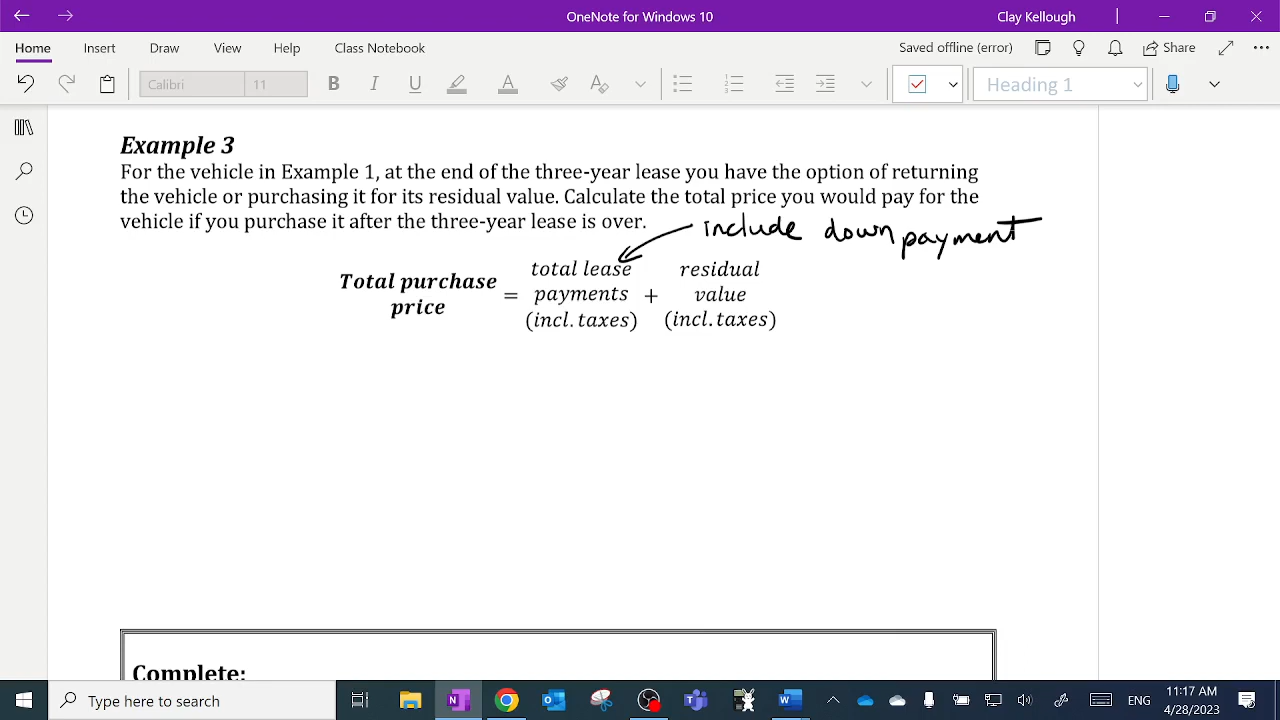 OneNote for Windows 10
Clay Kellough
Home
Insert
Draw
View
Help
Class Notebook
Saved offline (error)
Share
Calibri
11
B
I
U
A
Heading 1
Example 3
For the vehicle in Example 1, at the end of the three-year lease you have the option of returning
the vehicle or purchasing it for its residual value. Calculate the total price you would pay for the
vehicle if you purchase it after the three-year lease is over.
include down payment
Total purchase price = total lease payments (incl. taxes) + residual value (incl. taxes)
Complete:
Type here to search
ENG
11:17 AM
4/28/2023